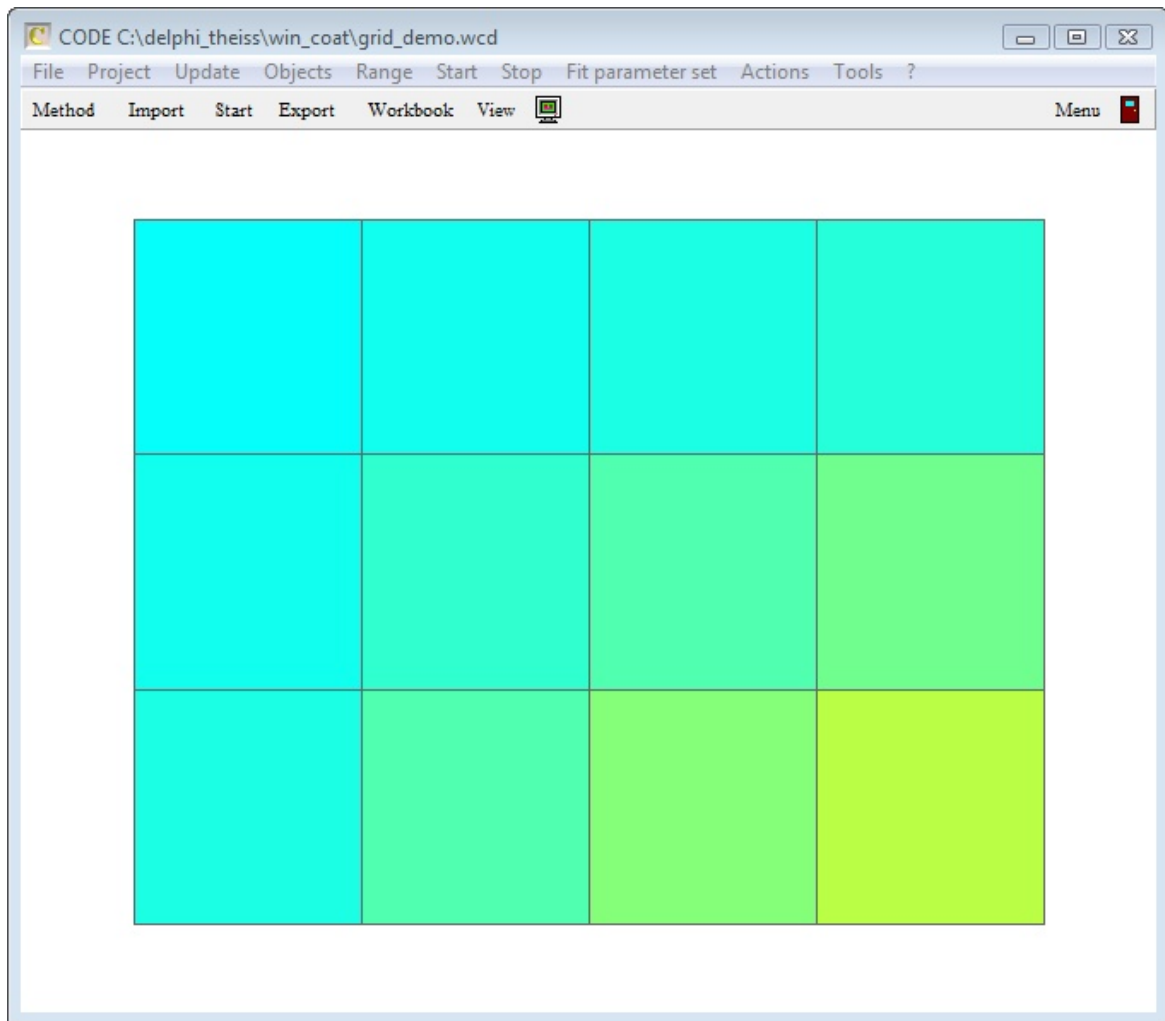 CODE C:\delphi_theiss\win_coat\grid_demo.wcd
File Project Update Objects Range Start Stop Fit parameter set Actions Tools ?
Method Import Start Export Workbook View Menu